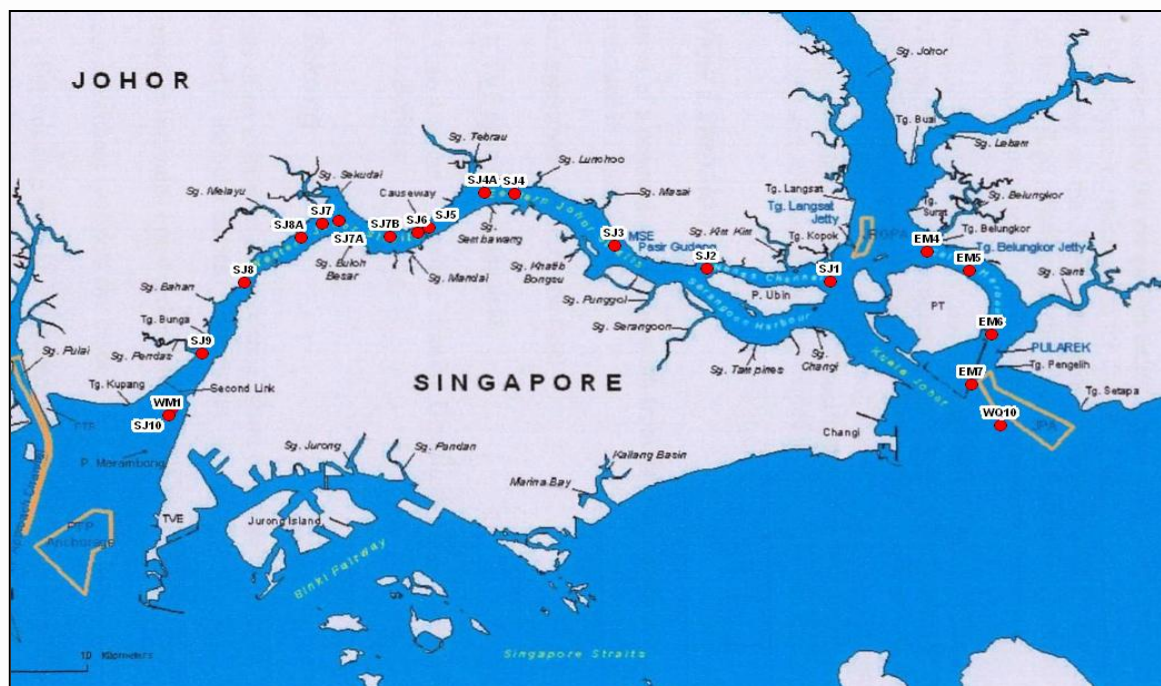 JOHOR
Sg. Johor
Tg. Buai
Sg. Lebam
Sg. Tebrau
Sg. Lunchoo
Sg. Sekudai
Sg. Melayu
Causeway
SJ4A
SJ4
Sg. Masai
Tg. Langsat
Tg. Langsat
Jetty
Sg. Belungkor
Tg.
Surat
Tg. Belungkor
SJ7
SJ8A
SJ7A
SJ7B
SJ6
SJ5
Sg.
Sembawang
SJ3
MSE
Pasir Gudang
Sg. Kim Kim
Tg. Kopok
EM4
Tg. Belungkor Jetty
EM5
Sg. Buloh
Besar
Sg. Mandai
Sg. Khatib
Bongsu
SJ2
SJ1
Sg. Santi
SJ8
Sg. Bahan
Sg. Punggol
Serangoon Harbour
P. Ubin
PT
Tg. Bunga
Sg. Serangoon
EM6
Sg. Pulai
Sg. Pendas
SJ9
Sg. Tampines
Sg.
Changi
Kuala Johor
PULAREK
Tg. Pengelih
Tg. Kupang
Second Link
SINGAPORE
EM7
Tg. Setapa
WM1
SJ10
WQ10
JPA
PTP
P. Merambong
Sg. Jurong
Sg. Pandan
Changi
Kallang Basin
Marina Bay
TVE
Jurong Island
PTP
Anchorage
Sinki Fairway
10 Kilometers
Singapore Straits